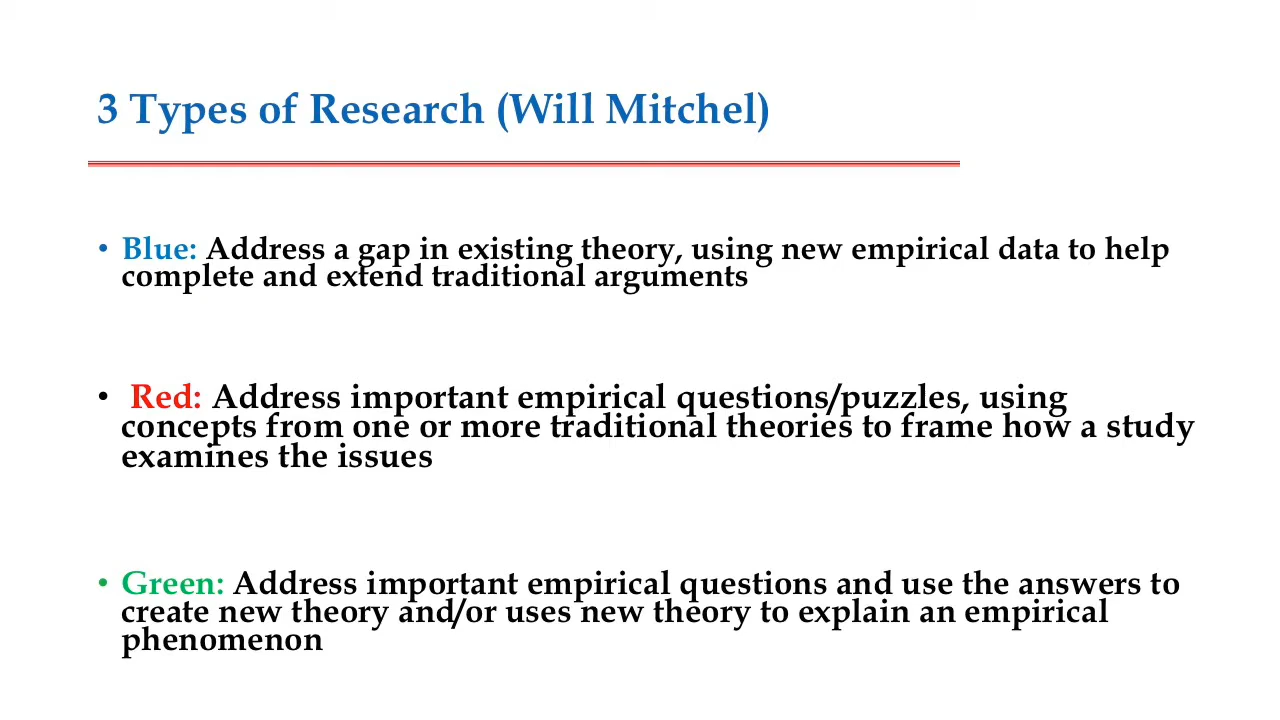 3 Types of Research (Will Mitchel)
• Blue: Address a gap in existing theory, using new empirical data to help
complete and extend traditional arguments
• Red: Address important empirical questions/puzzles, using
concepts from one or more traditional theories to frame how a study
examines the issues
• Green: Address important empirical questions and use the answers to
create new theory and/or uses new theory to explain an empirical
phenomenon